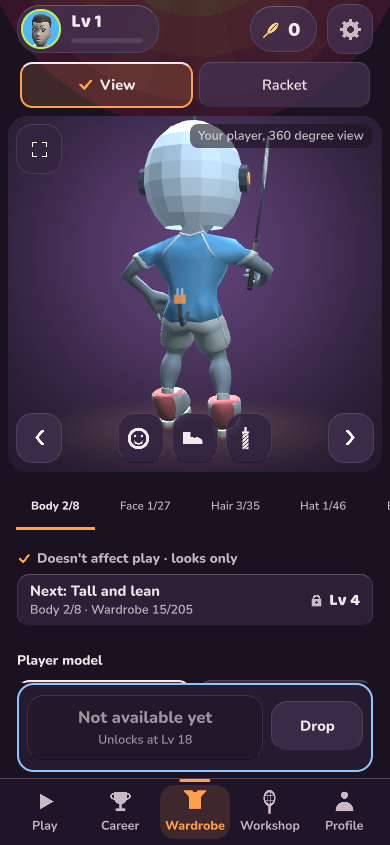 Lv 1
0
View
Racket
Your player, 360 degree view
Body 2/8
Face 1/27
Hair 3/35
Hat 1/46
Doesn't affect play · looks only
Next: Tall and lean
Body 2/8 · Wardrobe 15/205
Lv 4
Player model
Not available yet
Unlocks at Lv 18
Drop
Play
Career
Wardrobe
Workshop
Profile